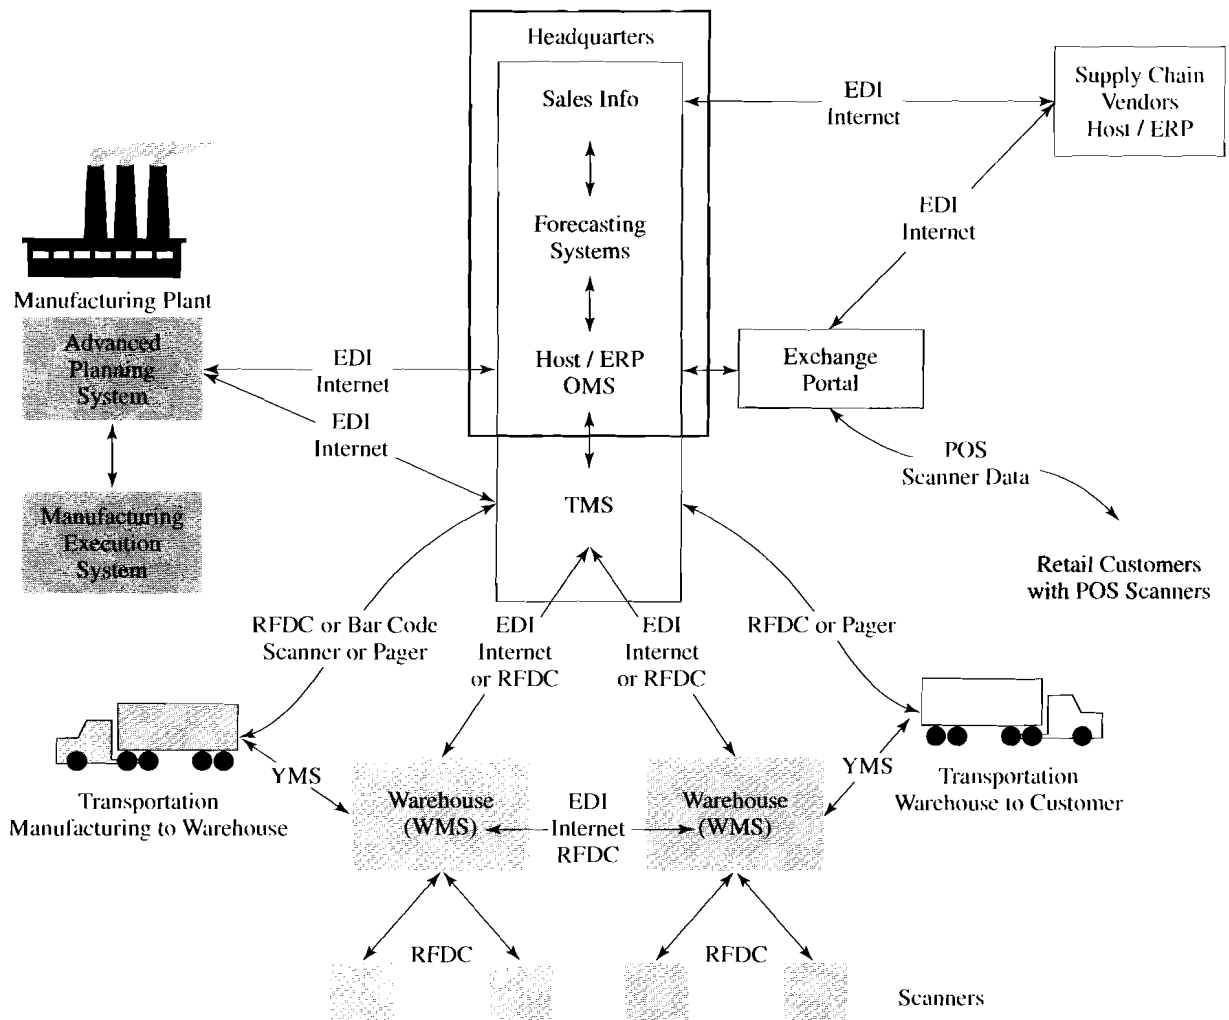 Headquarters
Sales Info
EDI
Internet
Supply Chain
Vendors
Host / ERP
EDI
Internet
Forecasting
Systems
Manufacturing Plant
Advanced
Planning
System
EDI
Internet
Host / ERP
OMS
Exchange
Portal
EDI
Internet
POS
Scanner Data
Manufacturing
Execution
System
TMS
Retail Customers
with POS Scanners
RFDC or Bar Code
Scanner or Pager
EDI
Internet
or RFDC
EDI
Internet
or RFDC
RFDC or Pager
YMS
Transportation
Manufacturing to Warehouse
Warehouse
(WMS)
EDI
Internet
RFDC
Warehouse
(WMS)
YMS
Transportation
Warehouse to Customer
RFDC
RFDC
Scanners